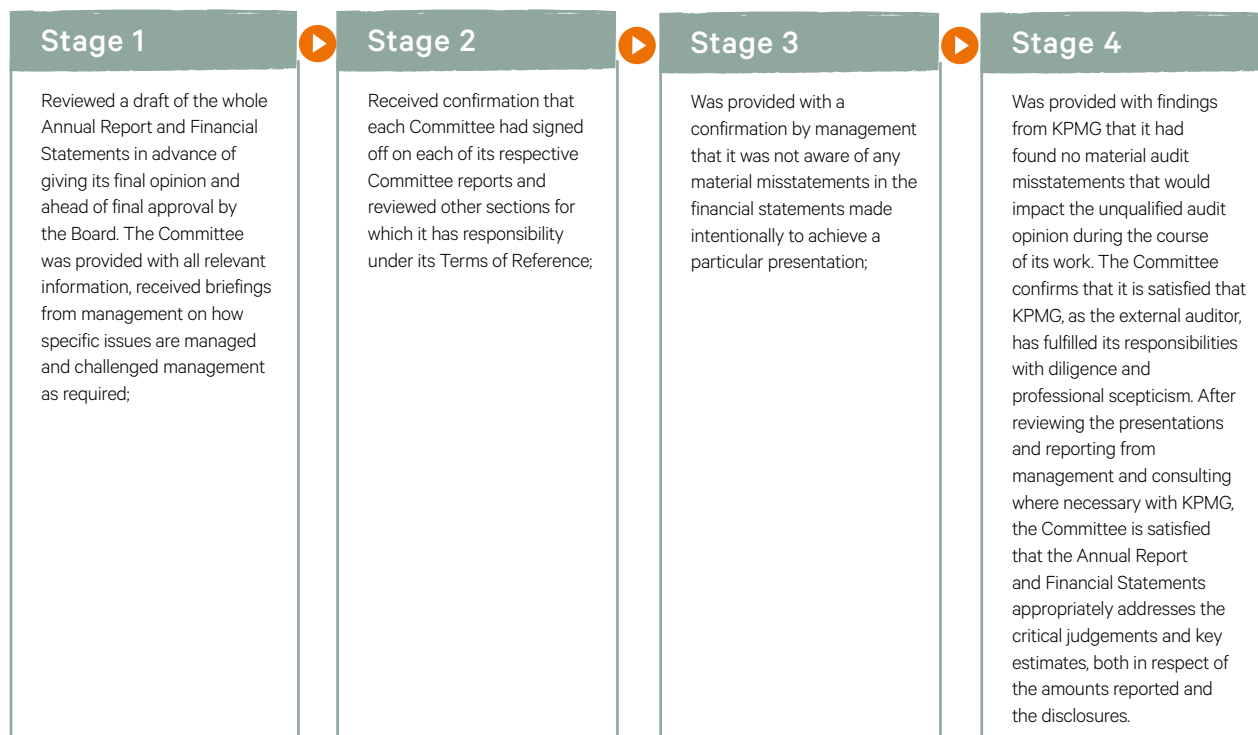 Stage 1
Reviewed a draft of the whole
Annual Report and Financial
Statements in advance of
giving its final opinion and
ahead of final approval by
the Board. The Committee
was provided with all relevant
information, received briefings
from management on how
specific issues are managed
and challenged management
as required;
Stage 2
Received confirmation that
each Committee had signed
off on each of its respective
Committee reports and
reviewed other sections for
which it has responsibility
under its Terms of Reference;
Stage 3
Was provided with a
confirmation by management
that it was not aware of any
material misstatements in the
financial statements made
intentionally to achieve a
particular presentation;
Stage 4
Was provided with findings
from KPMG that it had
found no material audit
misstatements that would
impact the unqualified audit
opinion during the course
of its work. The Committee
confirms that it is satisfied that
KPMG, as the external auditor,
has fulfilled its responsibilities
with diligence and
professional scepticism. After
reviewing the presentations
and reporting from
management and consulting
where necessary with KPMG,
the Committee is satisfied
that the Annual Report
and Financial Statements
appropriately addresses the
critical judgements and key
estimates, both in respect of
the amounts reported and
the disclosures.